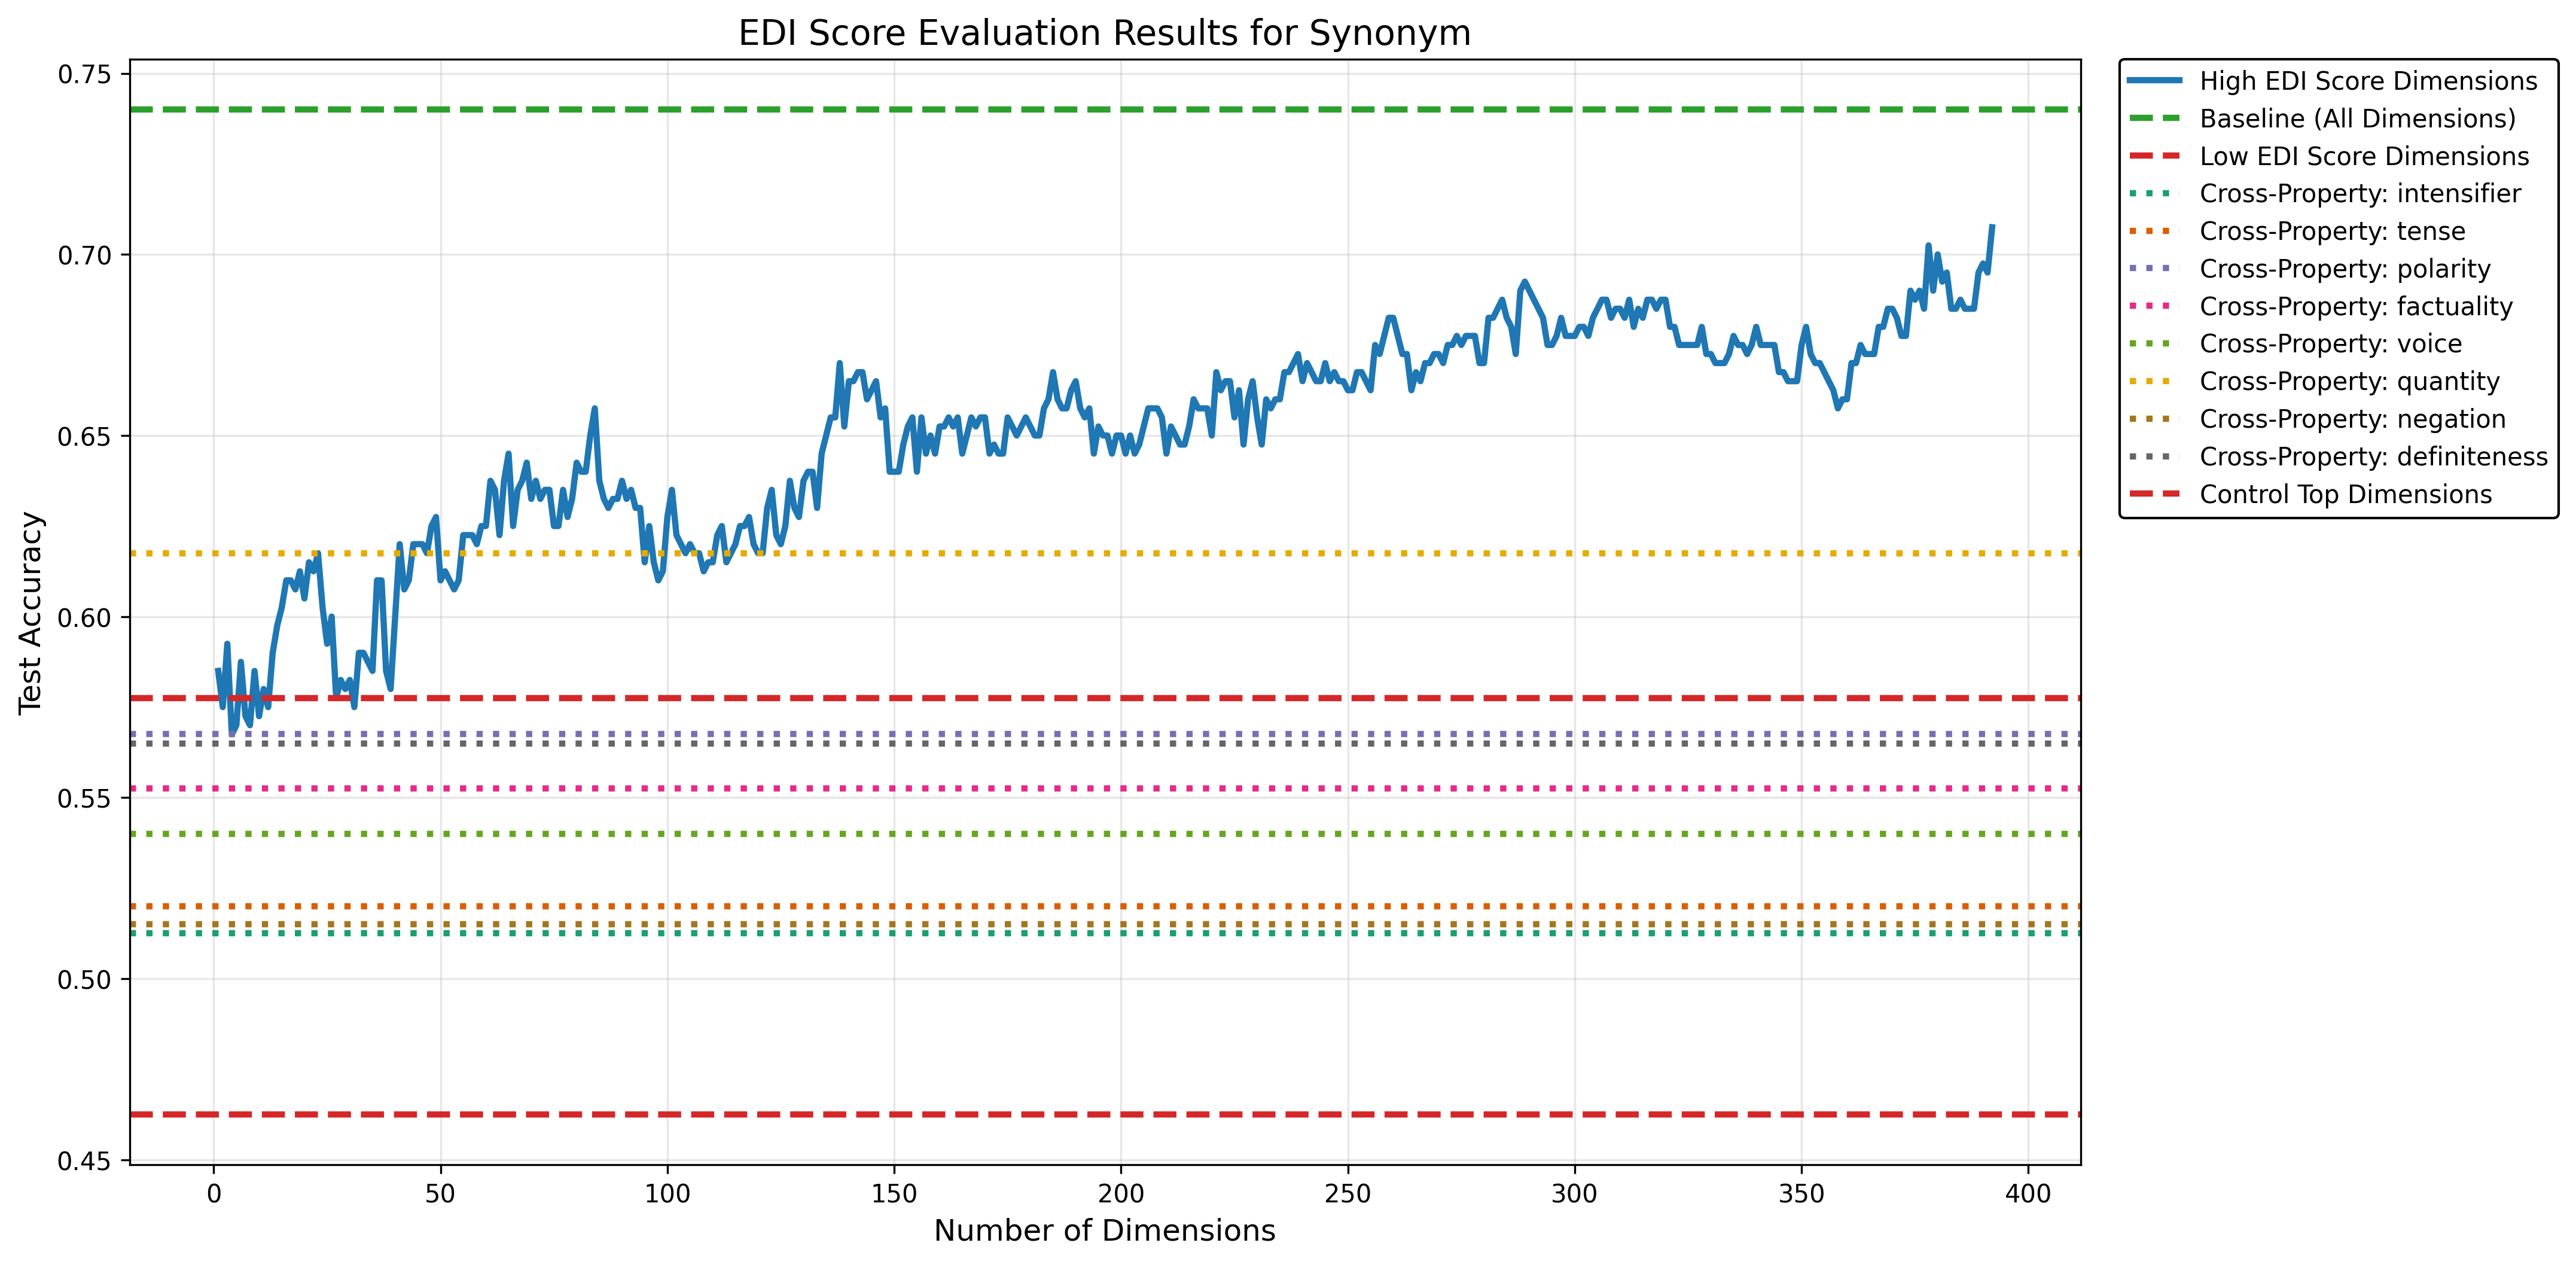 EDI Score Evaluation Results for Synonym
0.75
0.70
0.65
0.60
0.55
0.50
0.45
Test Accuracy
0 50 100 150 200 250 300 350 400
Number of Dimensions
High EDI Score Dimensions
Baseline (All Dimensions)
Low EDI Score Dimensions
Cross-Property: intensifier
Cross-Property: tense
Cross-Property: polarity
Cross-Property: factuality
Cross-Property: voice
Cross-Property: quantity
Cross-Property: negation
Cross-Property: definiteness
Control Top Dimensions